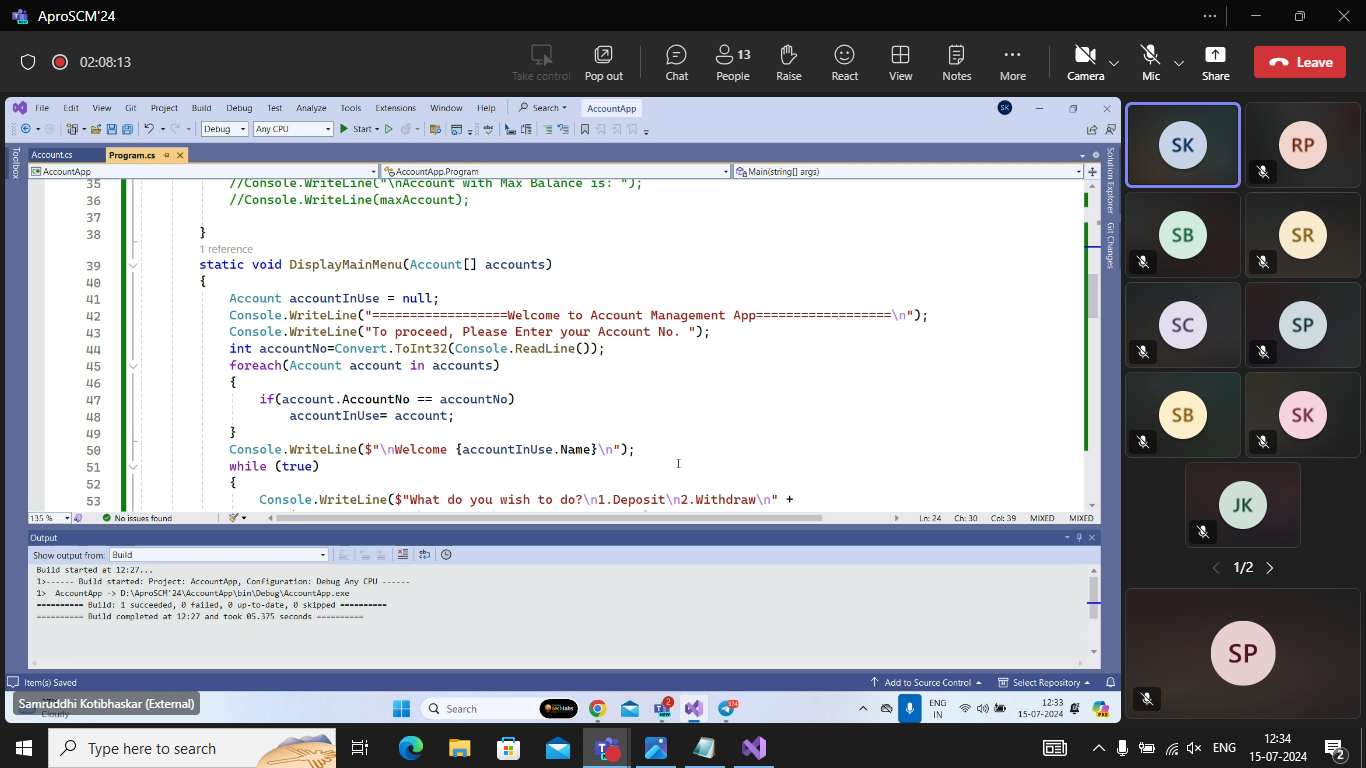 AproSCM'24
02:08:13
Take control
Pop out
Chat
13
People
Raise
React
View
Notes
More
Camera
Mic
Share
Leave
File Edit View Git Project Build Debug Test Analyze Tools Extensions Window Help Search AccountApp SK
Debug Any CPU Start
Toolbox
Account.cs Program.cs
AccountApp AccountApp.Program Main(string[] args)
35 //Console.WriteLine("\nAccount with Max Balance is: ");
36 //Console.WriteLine(maxAccount);
37
38 }
1 reference
39 static void DisplayMainMenu(Account[] accounts)
40 {
41 Account accountInUse = null;
42 Console.WriteLine("==================Welcome to Account Management App==================\n");
43 Console.WriteLine("To proceed, Please Enter your Account No. ");
44 int accountNo=Convert.ToInt32(Console.ReadLine());
45 foreach(Account account in accounts)
46 {
47 if(account.AccountNo == accountNo)
48 accountInUse= account;
49 }
50 Console.WriteLine($"\nWelcome {accountInUse.Name}\n");
51 while (true)
52 {
53 Console.WriteLine($"What do you wish to do?\n1.Deposit\n2.Withdraw\n" +
135 % No issues found Ln: 24 Ch: 30 Col: 39 MIXED MIXED
Solution Explorer
Git Changes
Output
Show output from: Build
Build started at 12:27...
1>------ Build started: Project: AccountApp, Configuration: Debug Any CPU ------
1> AccountApp -> D:\AproSCM'24\AccountApp\bin\Debug\AccountApp.exe
========== Build: 1 succeeded, 0 failed, 0 up-to-date, 0 skipped ==========
========== Build completed at 12:27 and took 05.375 seconds ==========
Item(s) Saved Add to Source Control Select Repository
Samruddhi Kotibhaskar (External)
Cloudy
Search
techlabs
2
ENG
IN
12:33
15-07-2024
PRE
SK
RP
SB
SR
SC
SP
SB
SK
JK
1/2
SP
Type here to search
ENG
12:34
15-07-2024
2